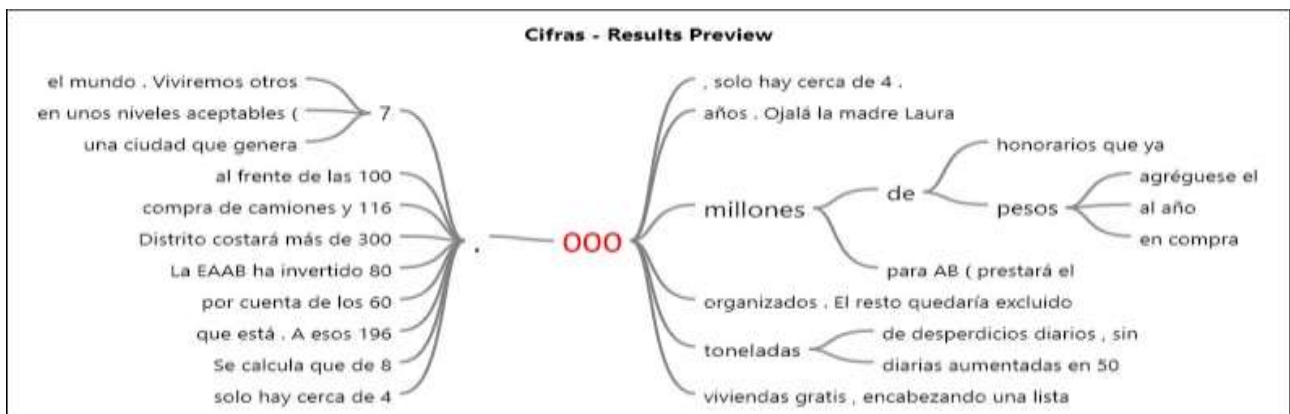 Cifras - Results Preview
el mundo . Viviremos otros
en unos niveles aceptables (
una ciudad que genera
7
al frente de las 100
compra de camiones y 116
Distrito costará más de 300
La EAAB ha invertido 80
por cuenta de los 60
que está . A esos 196
Se calcula que de 8
solo hay cerca de 4
.
000
, solo hay cerca de 4 .
años . Ojalá la madre Laura
millones
de
honorarios que ya
pesos
agréguese el
al año
en compra
para AB ( prestará el
organizados . El resto quedaría excluido
toneladas
de desperdicios diarios , sin
diarias aumentadas en 50
viviendas gratis , encabezando una lista